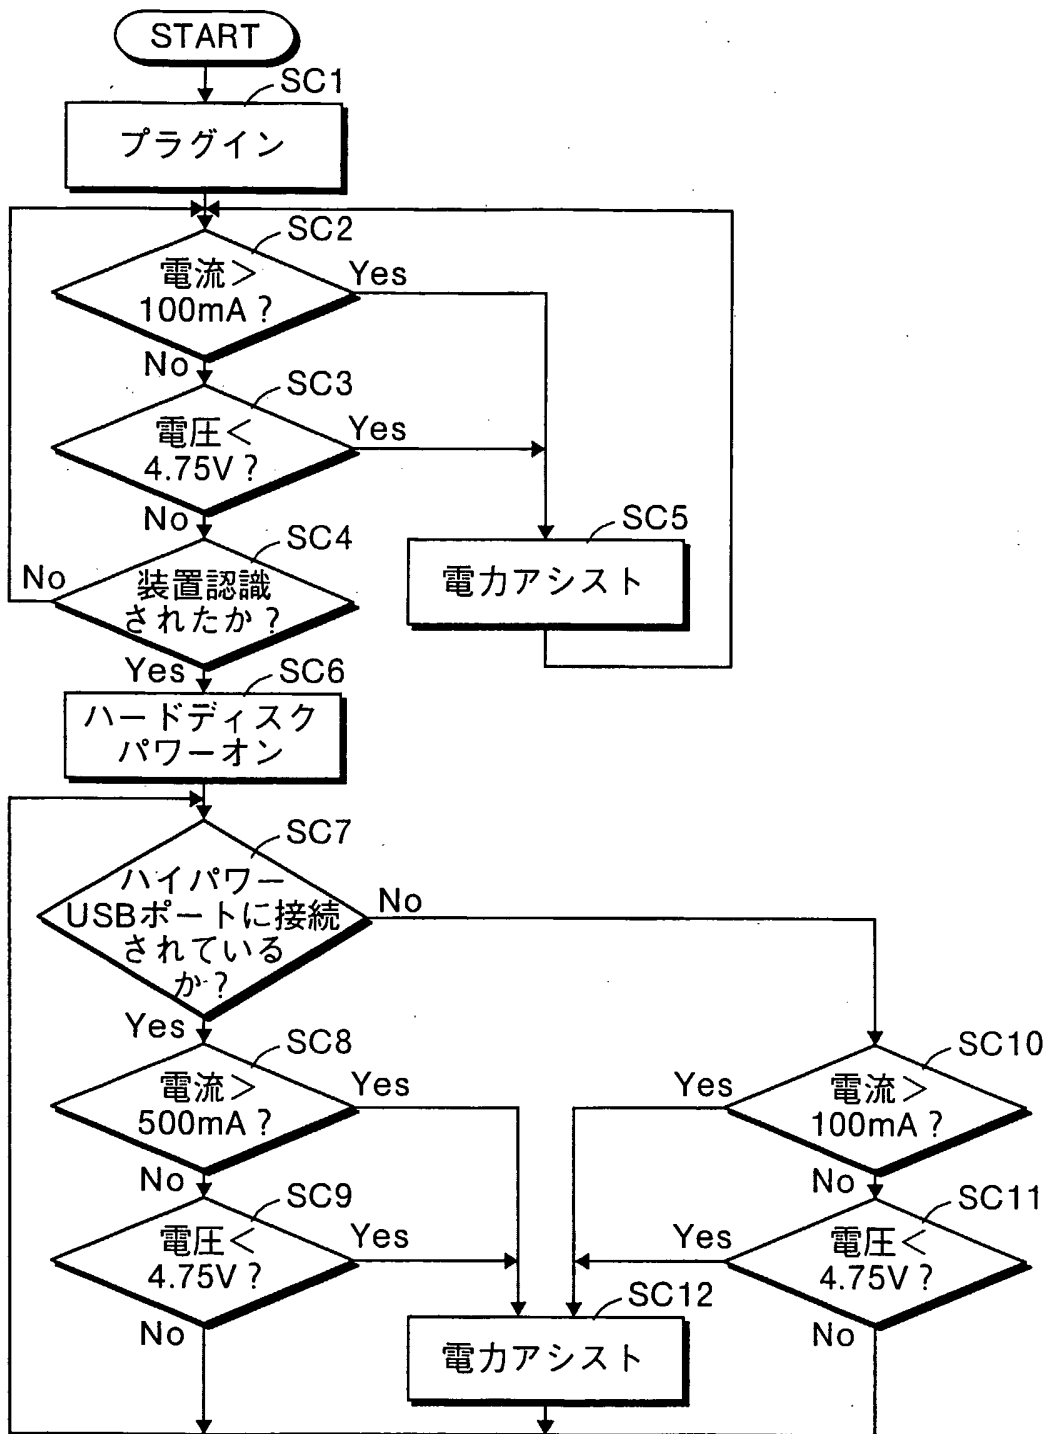 START
SC1
プラグイン
SC2
電流>
100mA?
Yes
No
SC3
電圧<
4.75V?
Yes
No
SC4
装置認識
されたか?
No
Yes
SC5
電力アシスト
SC6
ハードディスク
パワーオン
SC7
ハイパワー
USBポートに接続
されている
か?
No
Yes
SC8
電流>
500mA?
Yes
No
SC9
電圧<
4.75V?
Yes
No
SC10
電流>
100mA?
Yes
No
SC11
電圧<
4.75V?
Yes
No
SC12
電力アシスト